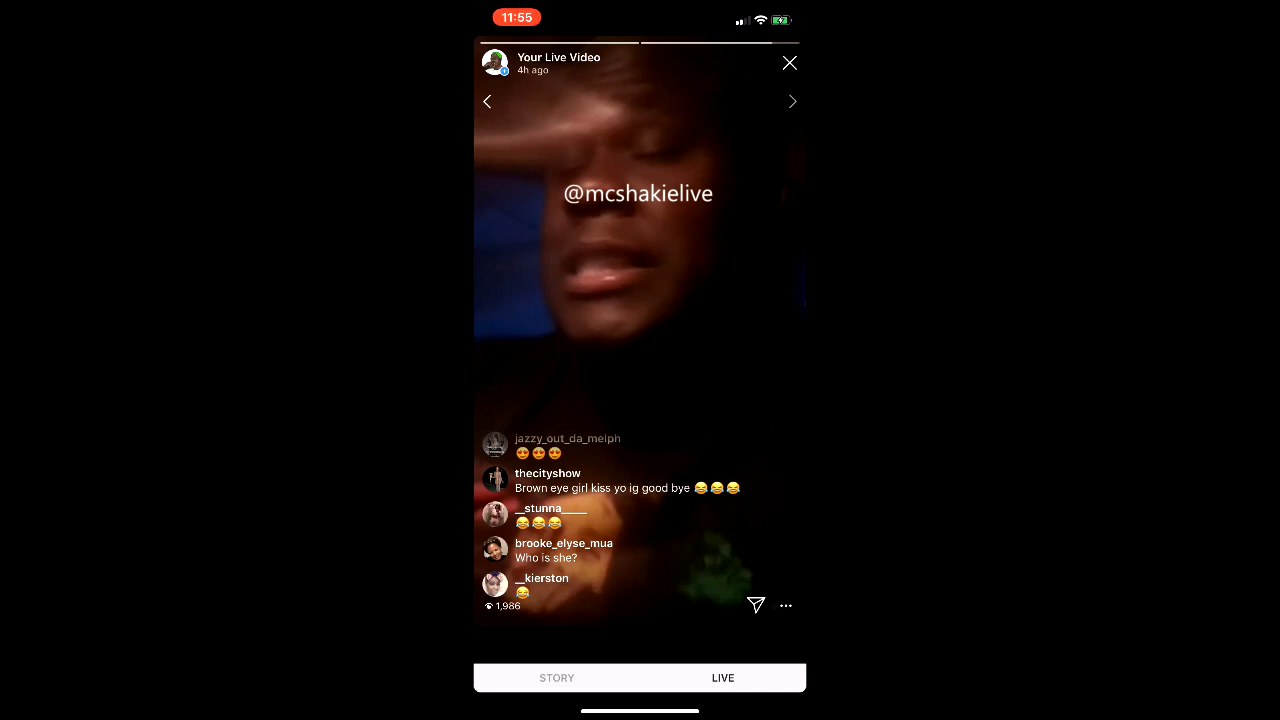 11:55
Your Live Video
4h ago
@mcshakielive
jazzy_out_da_melph
😍😍😍
thecityshow
Brown eye girl kiss yo ig good bye 😂😂😂
__stunna_____
😂😂😂
brooke_elyse_mua
Who is she?
__kierston
😂
1,986
STORY LIVE